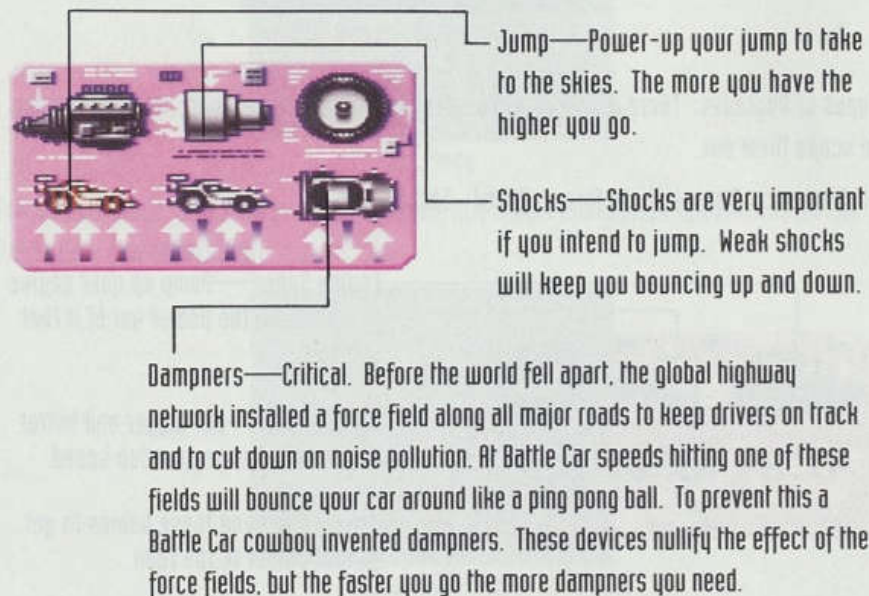 Jump—Power-up your jump to take
to the skies. The more you have the
higher you go.
Shocks—Shocks are very important
if you intend to jump. Weak shocks
will keep you bouncing up and down.
Dampners—Critical. Before the world fell apart, the global highway
network installed a force field along all major roads to keep drivers on track
and to cut down on noise pollution. At Battle Car speeds hitting one of these
fields will bounce your car around like a ping pong ball. To prevent this a
Battle Car cowboy invented dampners. These devices nullify the effect of the
force fields, but the faster you go the more dampners you need.